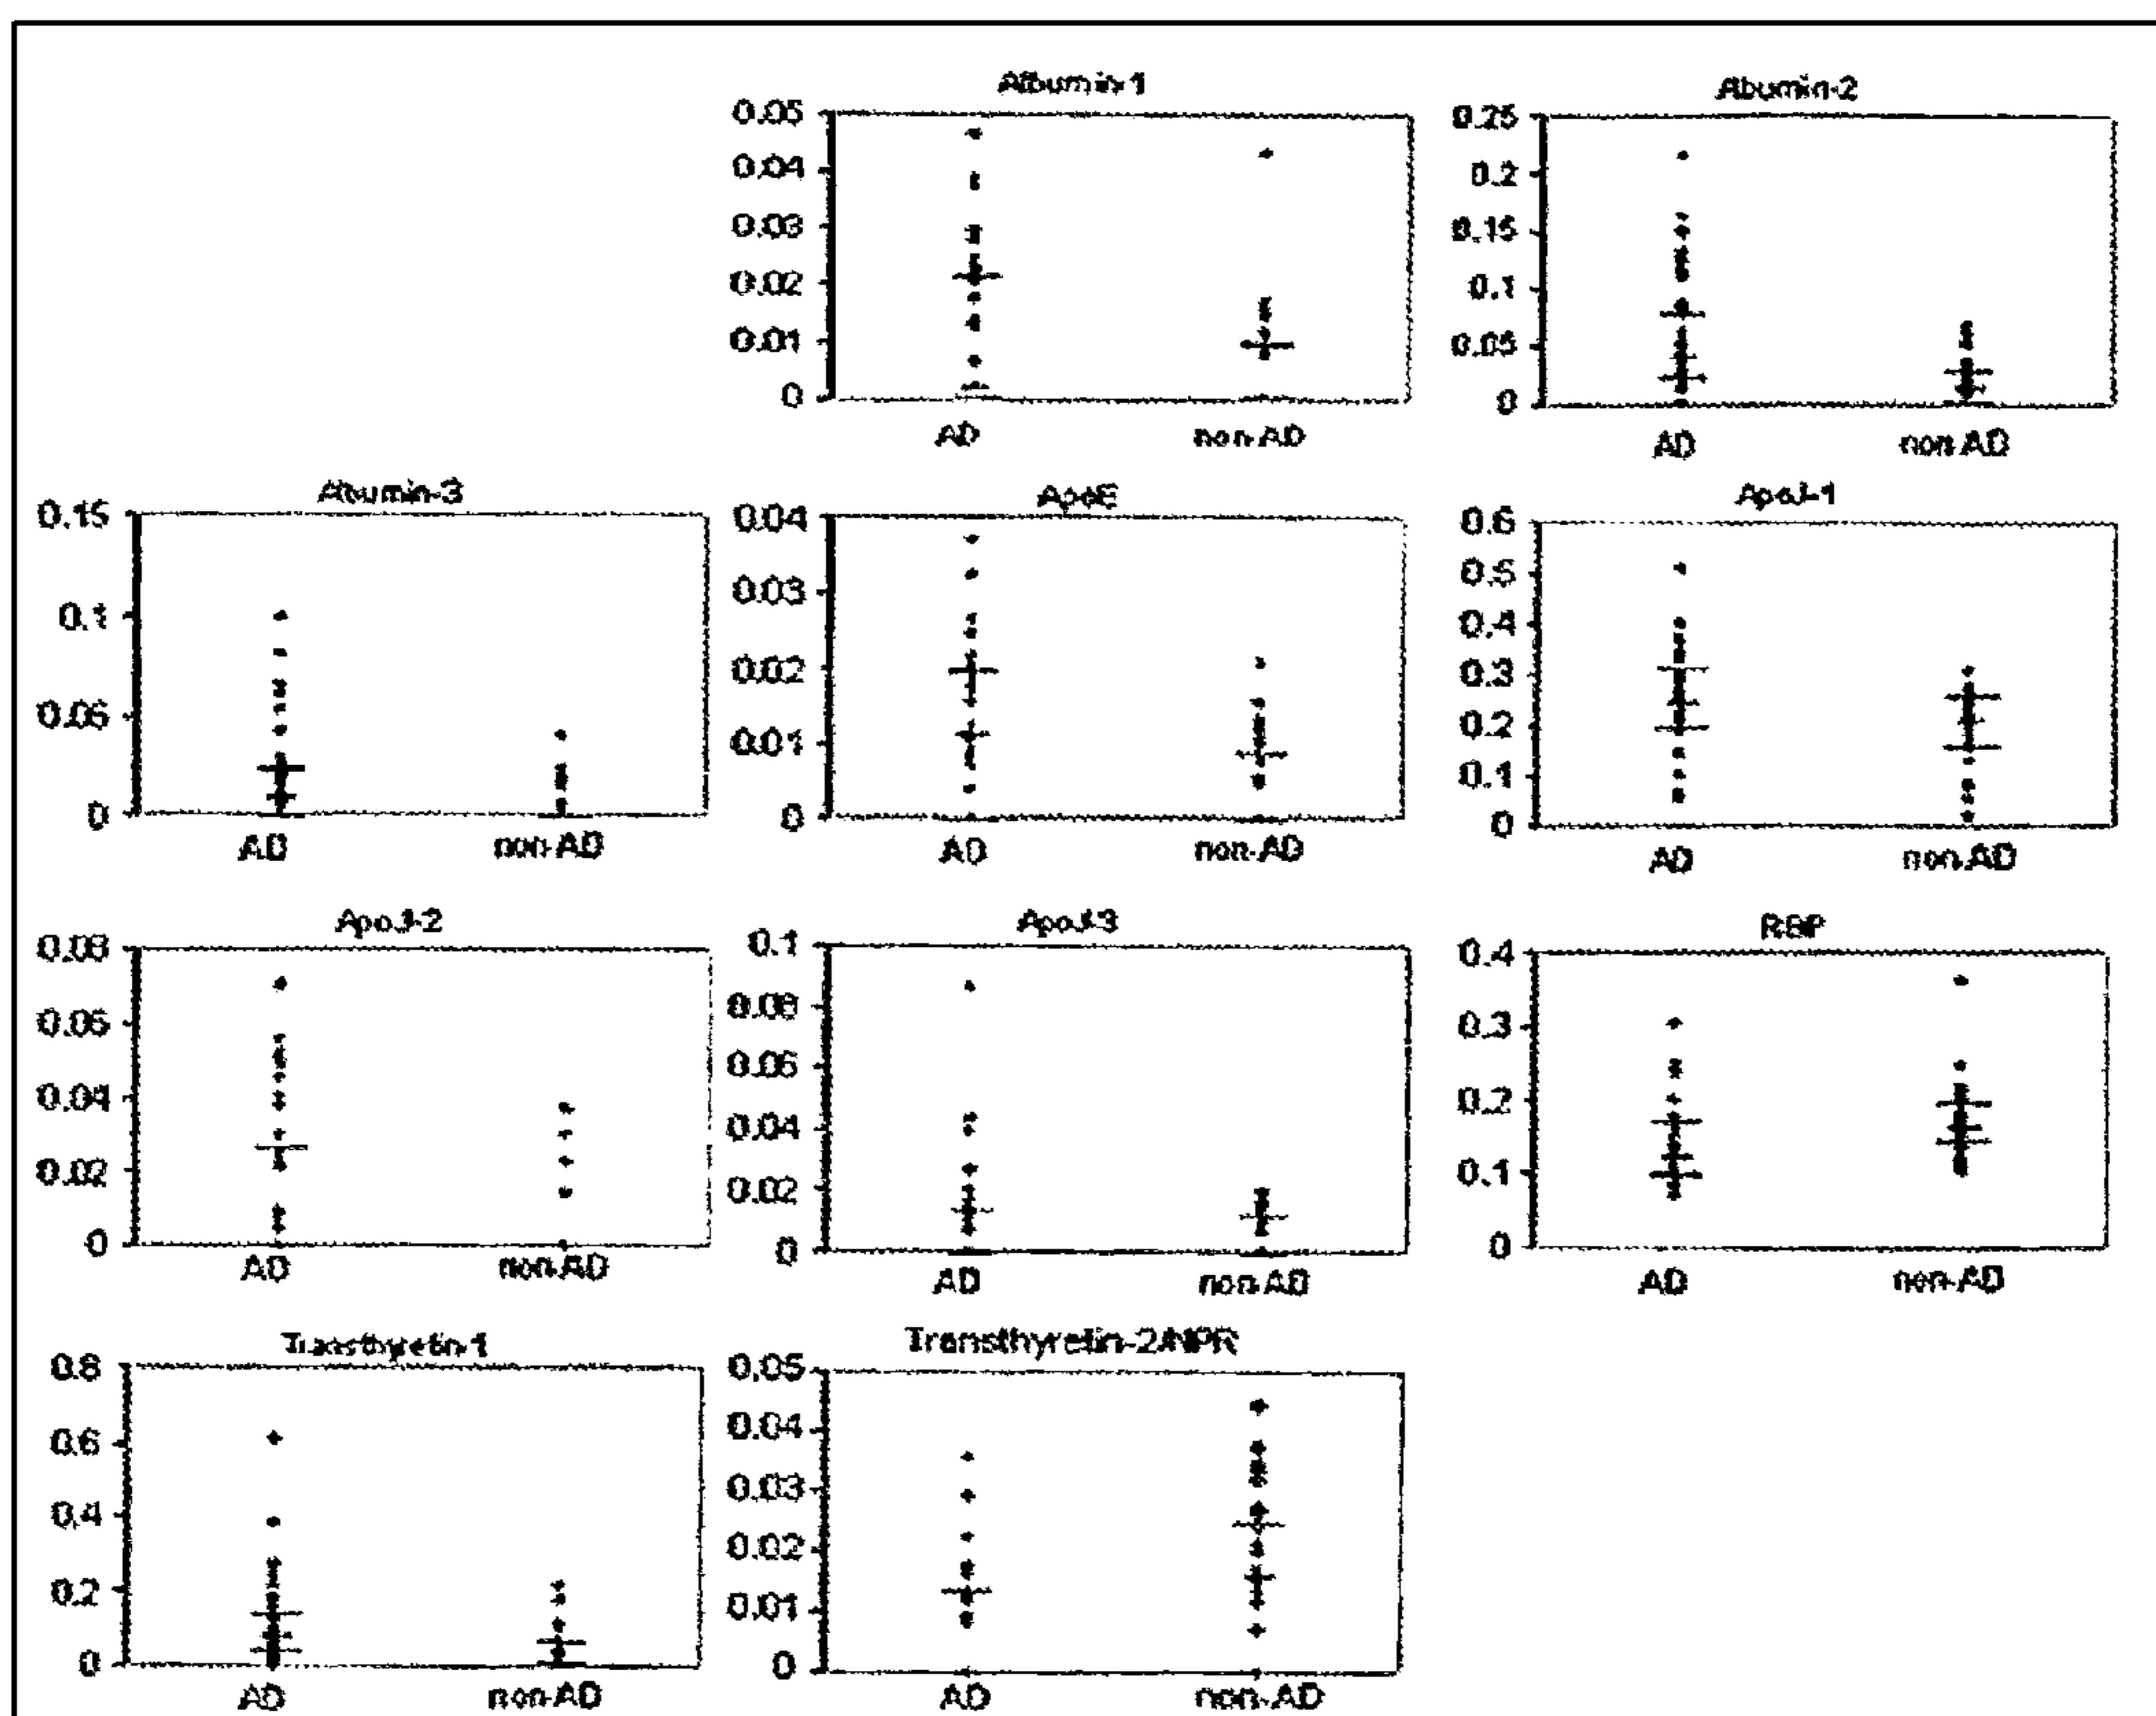 Albumin-1
0.05
0.04
0.03
0.02
0.01
0
AD non-AD
Abumin-2
0.25
0.2
0.15
0.1
0.05
0
AD non-AD
Albumin-3
0.15
0.1
0.05
0
AD non-AD
ApoE
0.04
0.03
0.02
0.01
0
AD non-AD
ApoJ-1
0.6
0.5
0.4
0.3
0.2
0.1
0
AD non-AD
ApoJ-2
0.08
0.06
0.04
0.02
0
AD non-AD
ApoJ-3
0.1
0.08
0.06
0.04
0.02
0
AD non-AD
RBP
0.4
0.3
0.2
0.1
0
AD non-AD
Transthyretin-1
0.8
0.6
0.4
0.2
0
AD non-AD
Transthyretin-2/NPR
0.05
0.04
0.03
0.02
0.01
0
AD non-AD